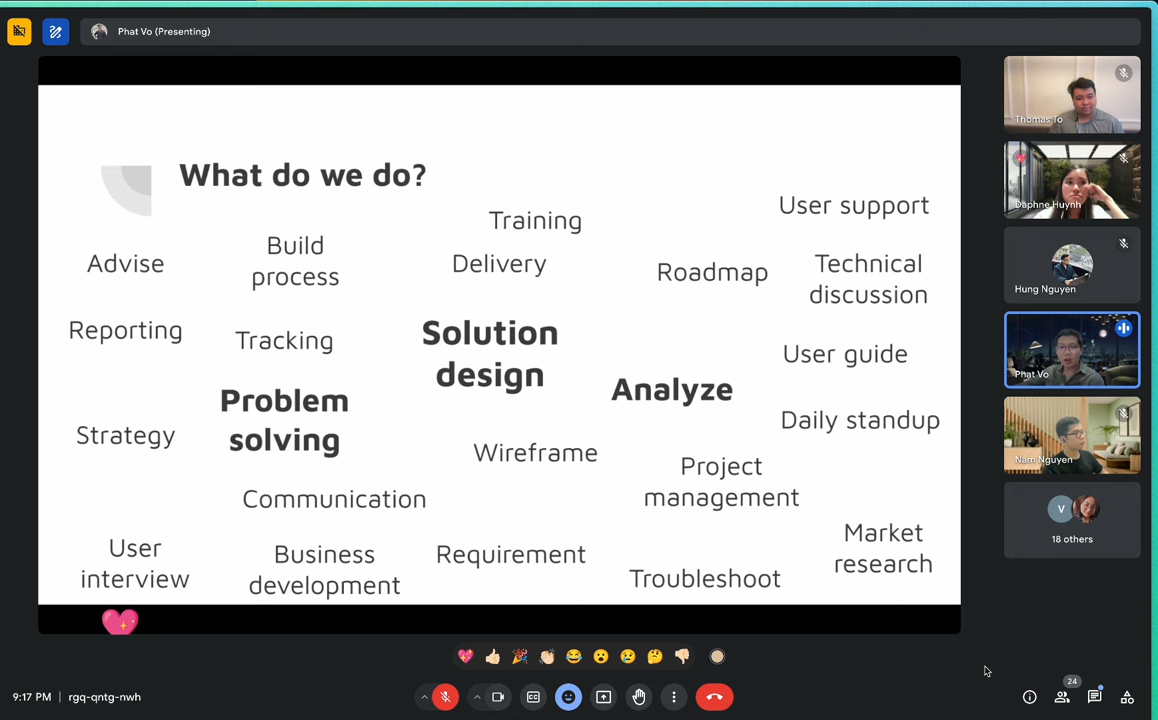 Phat Vo (Presenting)
What do we do?
Training
User support
Advise
Build
process
Delivery
Roadmap
Technical
discussion
Reporting
Tracking
Solution
design
User guide
Problem
solving
Analyze
Strategy
Daily standup
Wireframe
Project
management
Communication
User
interview
Business
development
Requirement
Troubleshoot
Market
research
Thomas To
Daphne Huynh
Hung Nguyen
Phat Vo
Nam Nguyen
V
18 others
9:17 PM | rgq-qntg-nwh
24